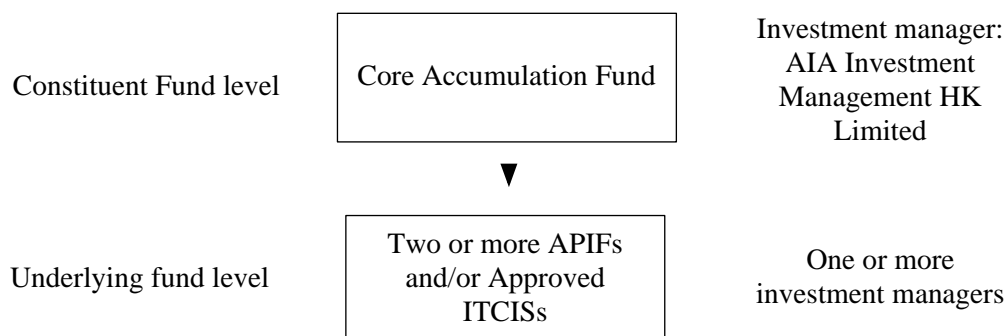 Constituent Fund level
Core Accumulation Fund
Investment manager:
AIA Investment
Management HK
Limited
Underlying fund level
Two or more APIFs
and/or Approved
ITCISs
One or more
investment managers